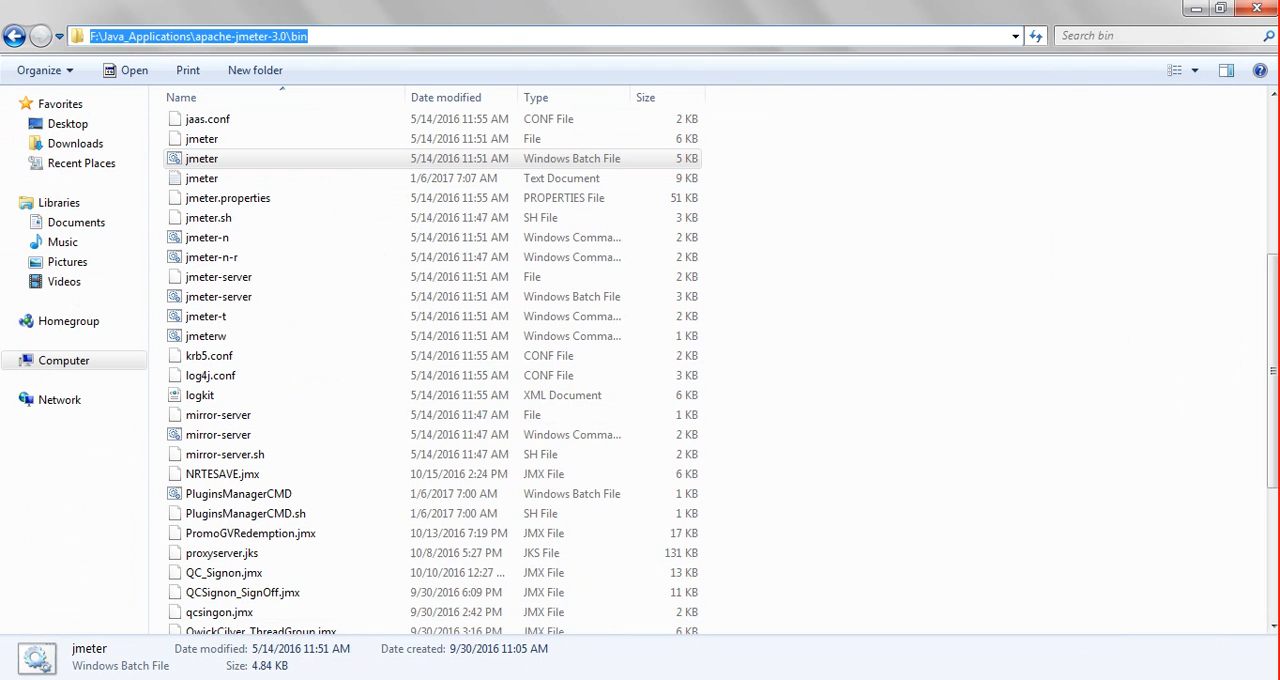 F:\Java_Applications\apache-jmeter-3.0\bin
Search bin
Organize Open Print New folder
Favorites
Desktop
Downloads
Recent Places
Libraries
Documents
Music
Pictures
Videos
Homegroup
Computer
Network
Name Date modified Type Size
jaas.conf 5/14/2016 11:55 AM CONF File 2 KB
jmeter 5/14/2016 11:51 AM File 6 KB
jmeter 5/14/2016 11:51 AM Windows Batch File 5 KB
jmeter 1/6/2017 7:07 AM Text Document 9 KB
jmeter.properties 5/14/2016 11:55 AM PROPERTIES File 51 KB
jmeter.sh 5/14/2016 11:47 AM SH File 3 KB
jmeter-n 5/14/2016 11:51 AM Windows Comma... 2 KB
jmeter-n-r 5/14/2016 11:47 AM Windows Comma... 2 KB
jmeter-server 5/14/2016 11:51 AM File 2 KB
jmeter-server 5/14/2016 11:51 AM Windows Batch File 3 KB
jmeter-t 5/14/2016 11:51 AM Windows Comma... 2 KB
jmeterw 5/14/2016 11:51 AM Windows Comma... 1 KB
krb5.conf 5/14/2016 11:55 AM CONF File 2 KB
log4j.conf 5/14/2016 11:55 AM CONF File 3 KB
logkit 5/14/2016 11:55 AM XML Document 6 KB
mirror-server 5/14/2016 11:47 AM File 1 KB
mirror-server 5/14/2016 11:47 AM Windows Comma... 2 KB
mirror-server.sh 5/14/2016 11:47 AM SH File 2 KB
NRTESAVE.jmx 10/15/2016 2:24 PM JMX File 6 KB
PluginsManagerCMD 1/6/2017 7:00 AM Windows Batch File 1 KB
PluginsManagerCMD.sh 1/6/2017 7:00 AM SH File 1 KB
PromoGVRedemption.jmx 10/13/2016 7:19 PM JMX File 17 KB
proxyserver.jks 10/8/2016 5:27 PM JKS File 131 KB
QC_Signon.jmx 10/10/2016 12:27 ... JMX File 13 KB
QCSignon_SignOff.jmx 9/30/2016 6:09 PM JMX File 11 KB
qcsingon.jmx 9/30/2016 2:42 PM JMX File 2 KB
QwickCilver_ThreadGroup.jmx 9/30/2016 3:16 PM JMX File 6 KB
jmeter Date modified: 5/14/2016 11:51 AM Date created: 9/30/2016 11:05 AM
Windows Batch File Size: 4.84 KB